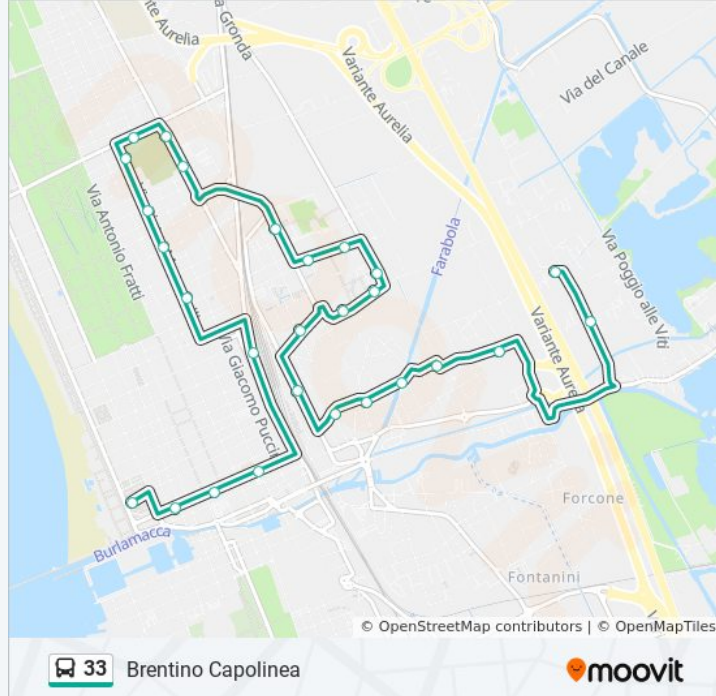 ante Aurelia
a Gronda
Variante Aurelia
Via del Canale
Via Antonio Fratti
Farabola
Via Poggio alle Viti
Variante Aurelia
Via Giacomo Puccini
Burlamacca
Forcone
Fontanini
© OpenStreetMap contributors | © OpenMapTiles
33 Brentino Capolinea
moovit